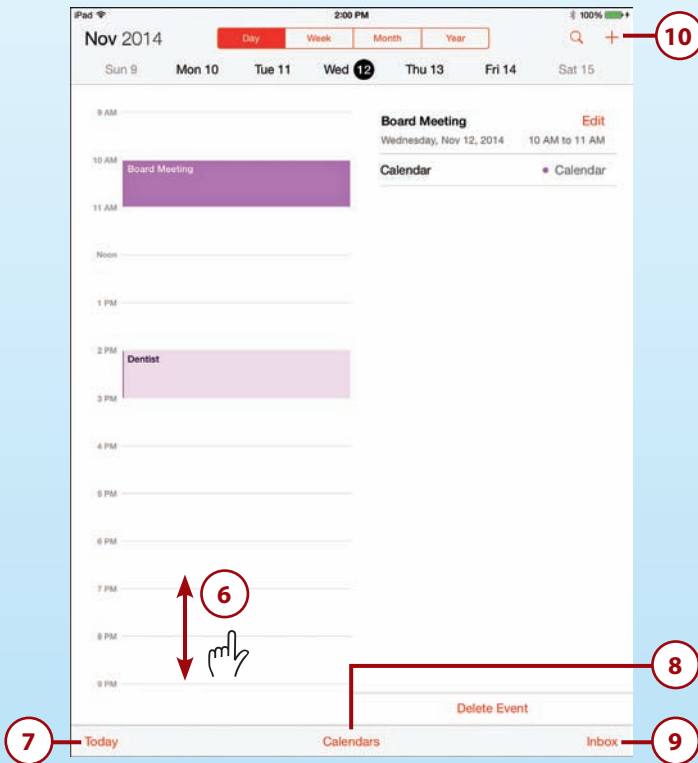 iPad 2:00 PM 100%
Nov 2014 Day Week Month Year + 10
Sun 9 Mon 10 Tue 11 Wed 12 Thu 13 Fri 14 Sat 15
9 AM
Board Meeting Edit
Wednesday, Nov 12, 2014 10 AM to 11 AM
10 AM
Board Meeting
Calendar • Calendar
11 AM
Noon
1 PM
2 PM
Dentist
3 PM
4 PM
5 PM
6 PM
7 PM
6
8 PM
9 PM
8
Delete Event
7 Today Calendars Inbox 9